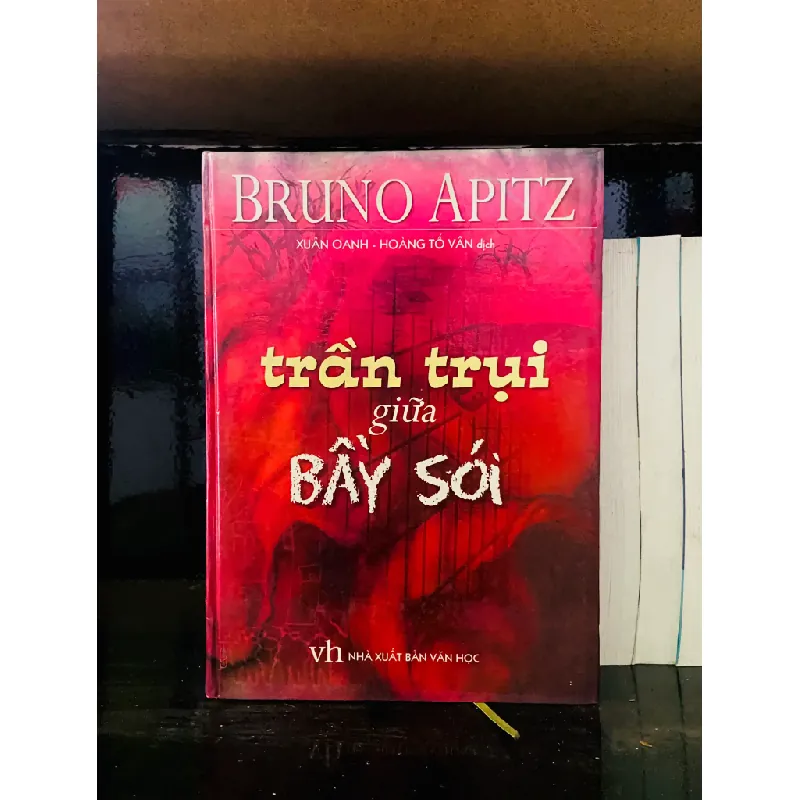 BRUNO APITZ
XUÂN OANH - HOÀNG TỐ VÂN dịch
trần trụi
giữa
BẦY SÓI
vh NHÀ XUẤT BẢN VĂN HỌC